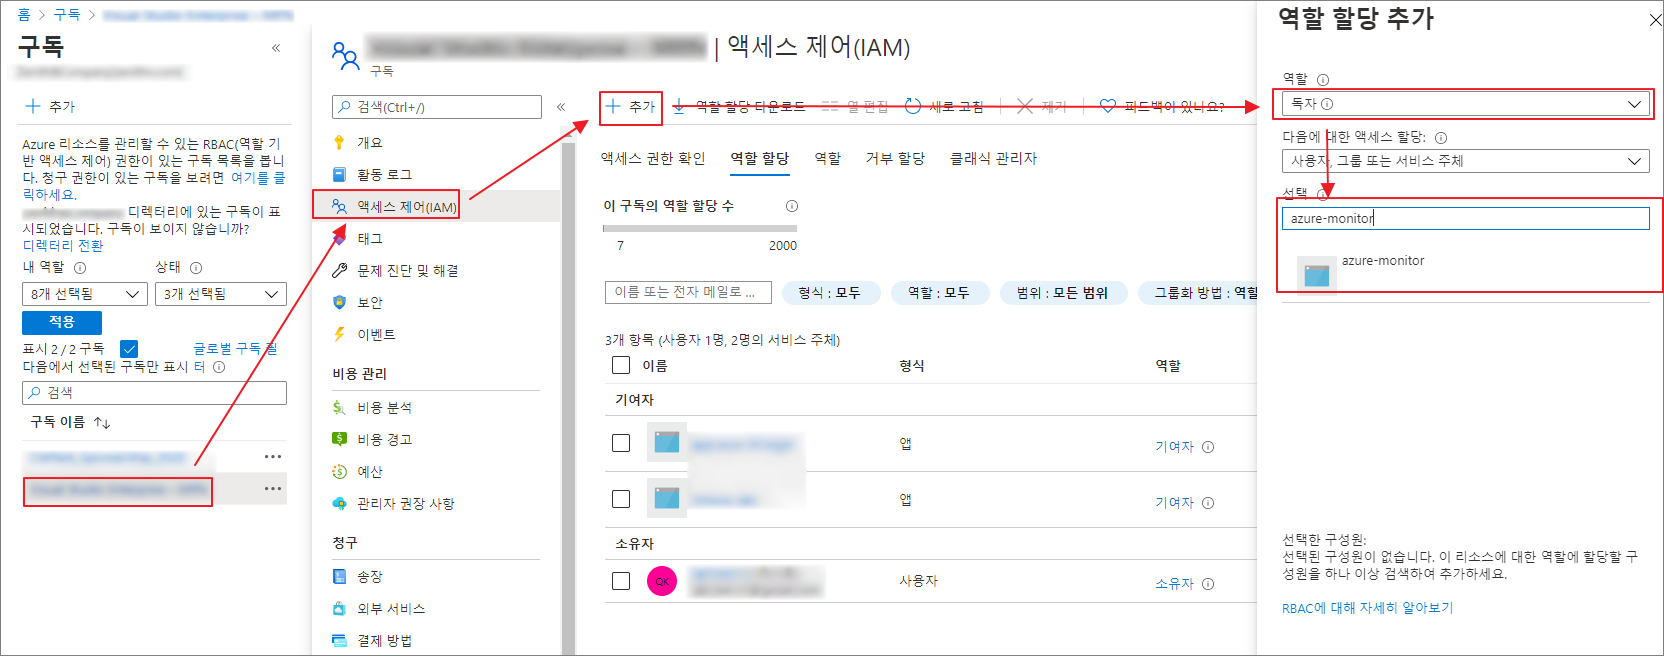 홈 > 구독 >
구독
«
+ 추가
Azure 리소스를 관리할 수 있는 RBAC(역할 기
반 액세스 제어) 권한이 있는 구독 목록을 봅니
다. 청구 권한이 있는 구독을 보려면 여기를 클
릭하세요.
디렉터리에 있는 구독이 표
시되었습니다. 구독이 보이지 않습니까?
디렉터리 전환
내 역할
상태
8개 선택됨
3개 선택됨
적용
표시 2 / 2 구독
글로벌 구독 필
다음에서 선택된 구독만 표시 터
검색
구독 이름 ↑↓
...
...
| 액세스 제어(IAM)
구독
검색(Ctrl+/)
«
개요
활동 로그
액세스 제어(IAM)
태그
문제 진단 및 해결
보안
이벤트
비용 관리
비용 분석
비용 경고
예산
관리자 권장 사항
청구
송장
외부 서비스
결제 방법
+ 추가
역할 할당 다운로드
열 편집
새로 고침
제거
피드백이 있나요?
액세스 권한 확인
역할 할당
역할
거부 할당
클래식 관리자
이 구독의 역할 할당 수
7
2000
이름 또는 전자 메일로 ...
형식 : 모두
역할 : 모두
범위 : 모든 범위
그룹화 방법 : 역할
3개 항목 (사용자 1명, 2명의 서비스 주체)
이름
형식
역할
기여자
앱
기여자
앱
기여자
소유자
QK
사용자
소유자
역할 할당 추가
역할
독자
다음에 대한 액세스 할당:
사용자, 그룹 또는 서비스 주체
선택
azure-monitor
azure-monitor
선택한 구성원:
선택된 구성원이 없습니다. 이 리소스에 대한 역할에 할당할 구
성원을 하나 이상 검색하여 추가하세요.
RBAC에 대해 자세히 알아보기